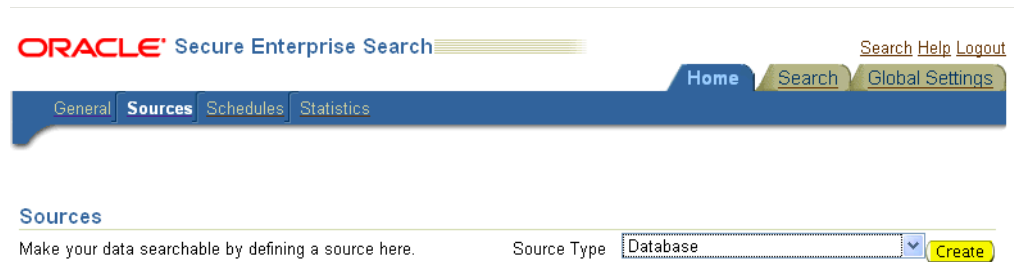 ORACLE Secure Enterprise Search
Search Help Logout
Home Search Global Settings
General Sources Schedules Statistics
Sources
Make your data searchable by defining a source here. Source Type Database Create